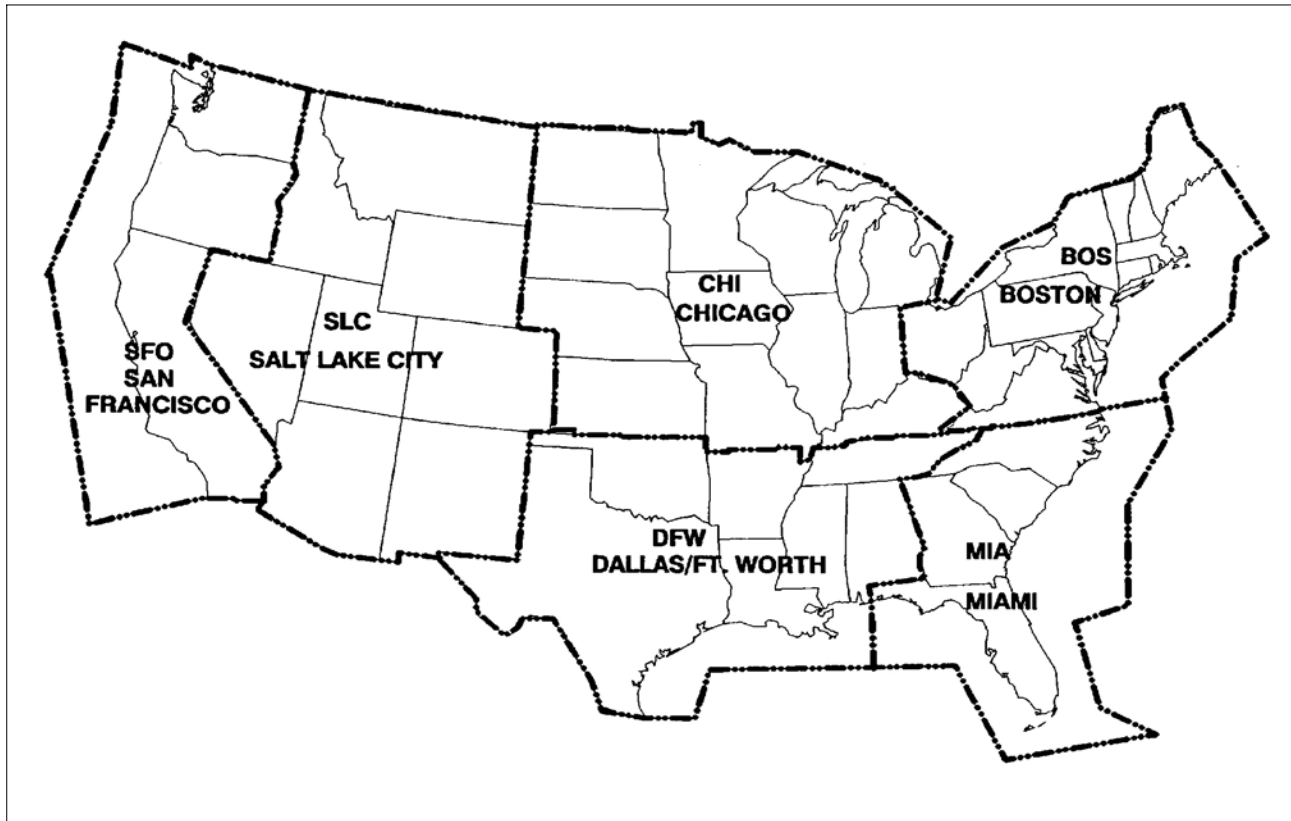 SFO
SAN
FRANCISCO
SLC
SALT LAKE CITY
CHI
CHICAGO
BOS
BOSTON
DFW
DALLAS/FT. WORTH
MIA
MIAMI